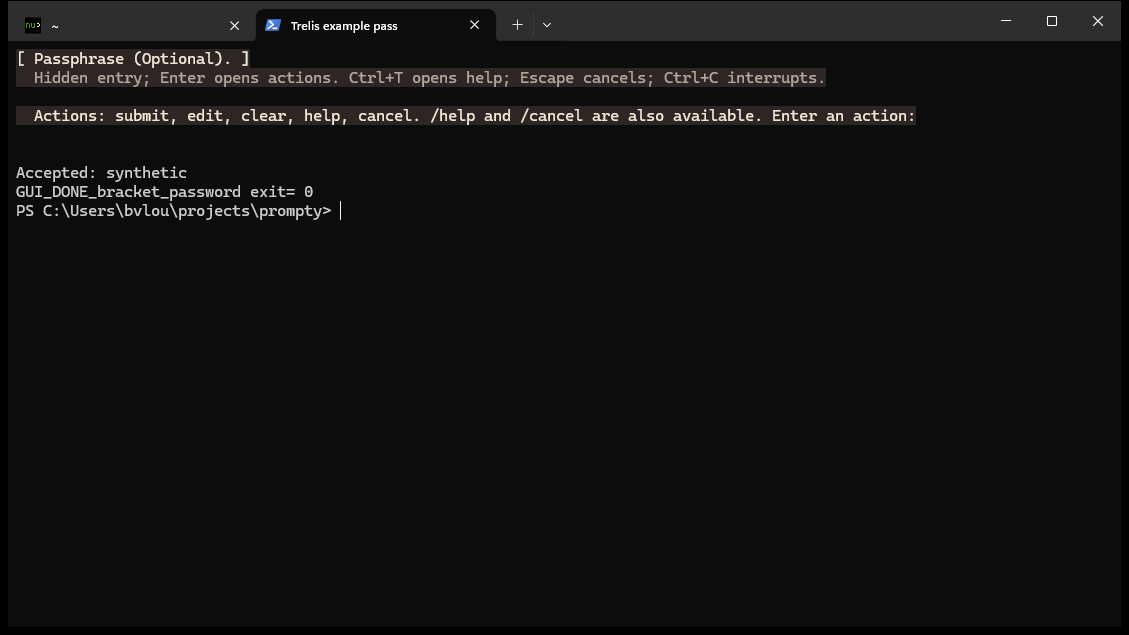 nu> ~
Trelis example pass
[ Passphrase (Optional). ]
Hidden entry; Enter opens actions. Ctrl+T opens help; Escape cancels; Ctrl+C interrupts.
Actions: submit, edit, clear, help, cancel. /help and /cancel are also available. Enter an action:
Accepted: synthetic
GUI_DONE_bracket_password exit= 0
PS C:\Users\bvlou\projects\prompty>